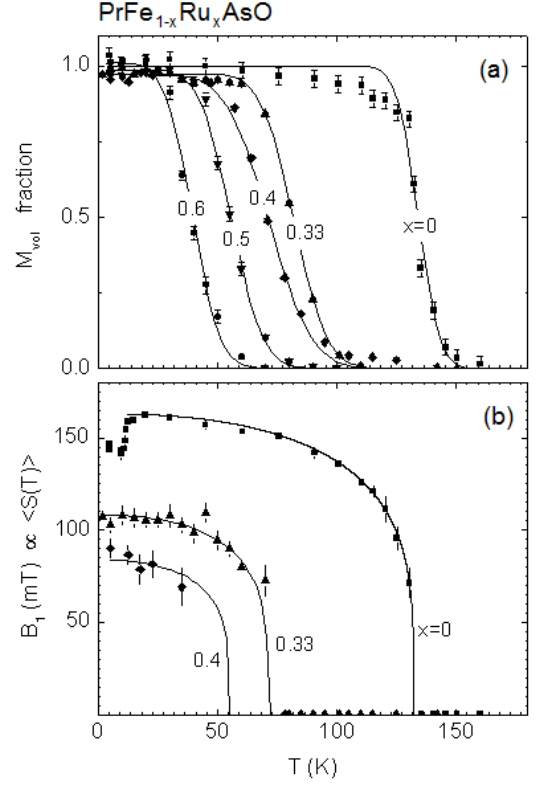 PrFe1-xRuxAsO
(a)
1.0
0.5
0.0
Mvol fraction
0.6
0.5
0.4
0.33
x=0
(b)
150
100
50
B1 (mT) ∝ <S(T)>
0.4
0.33
x=0
0
50
100
150
T (K)